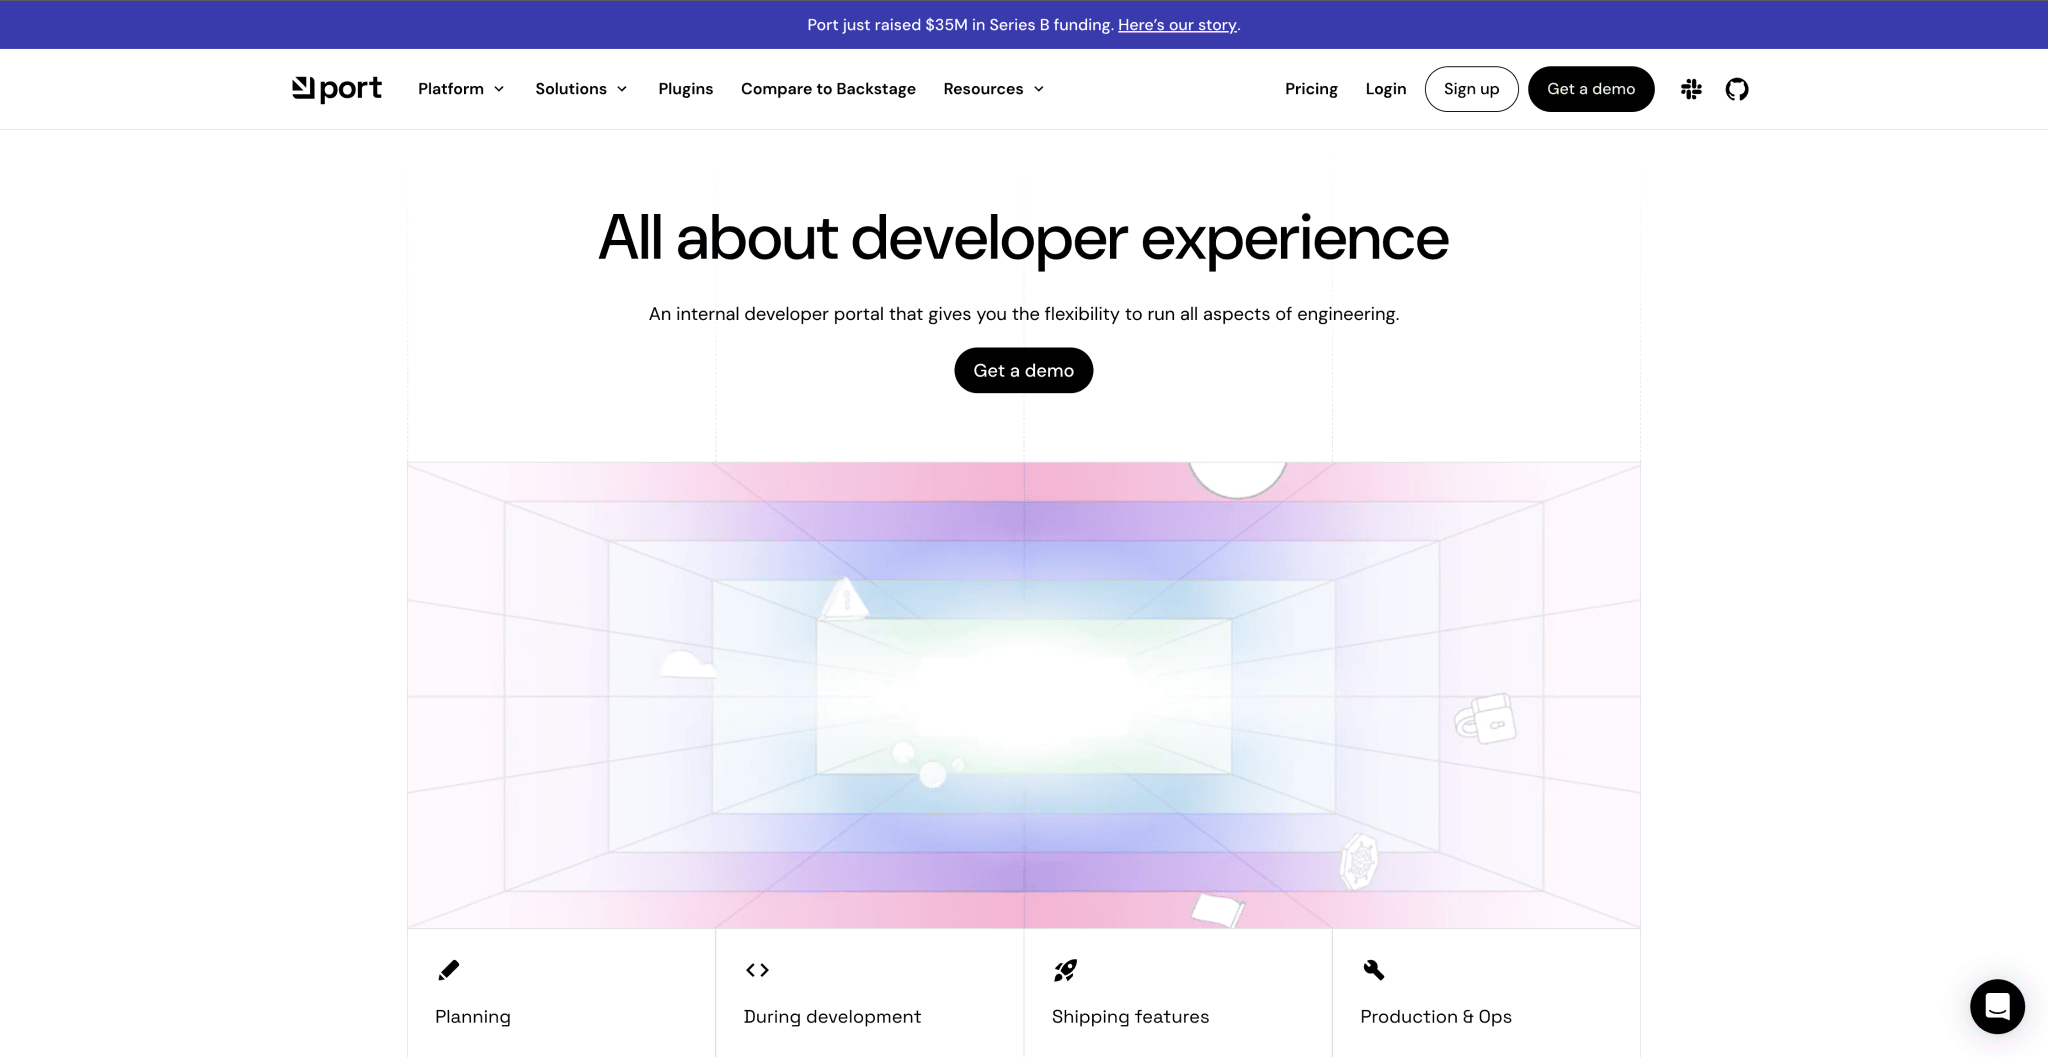 Port just raised $35M in Series B funding. Here's our story.
port
Platform
Solutions
Plugins
Compare to Backstage
Resources
Pricing
Login
Sign up
Get a demo
All about developer experience
An internal developer portal that gives you the flexibility to run all aspects of engineering.
Get a demo
Planning
During development
Shipping features
Production & Ops